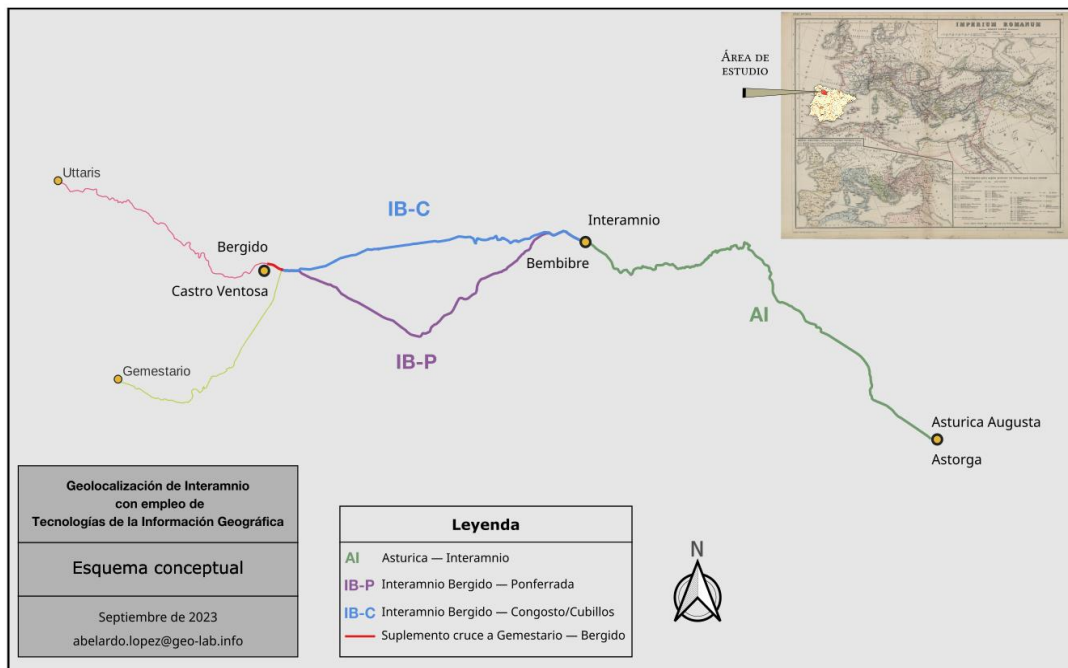 IMPERIUM ROMANUM
ÁREA DE
ESTUDIO
Uttaris
IB-C
Interamnio
Bergido
Bembibre
Castro Ventosa
AI
IB-P
Gemestario
Asturica Augusta
Astorga
Geolocalización de Interamnio
con empleo de
Tecnologías de la Información Geográfica
Esquema conceptual
Septiembre de 2023
abelardo.lopez@geo-lab.info
Leyenda
AI Asturica — Interamnio
IB-P Interamnio Bergido — Ponferrada
IB-C Interamnio Bergido — Congosto/Cubillos
Suplemento cruce a Gemestario — Bergido
N